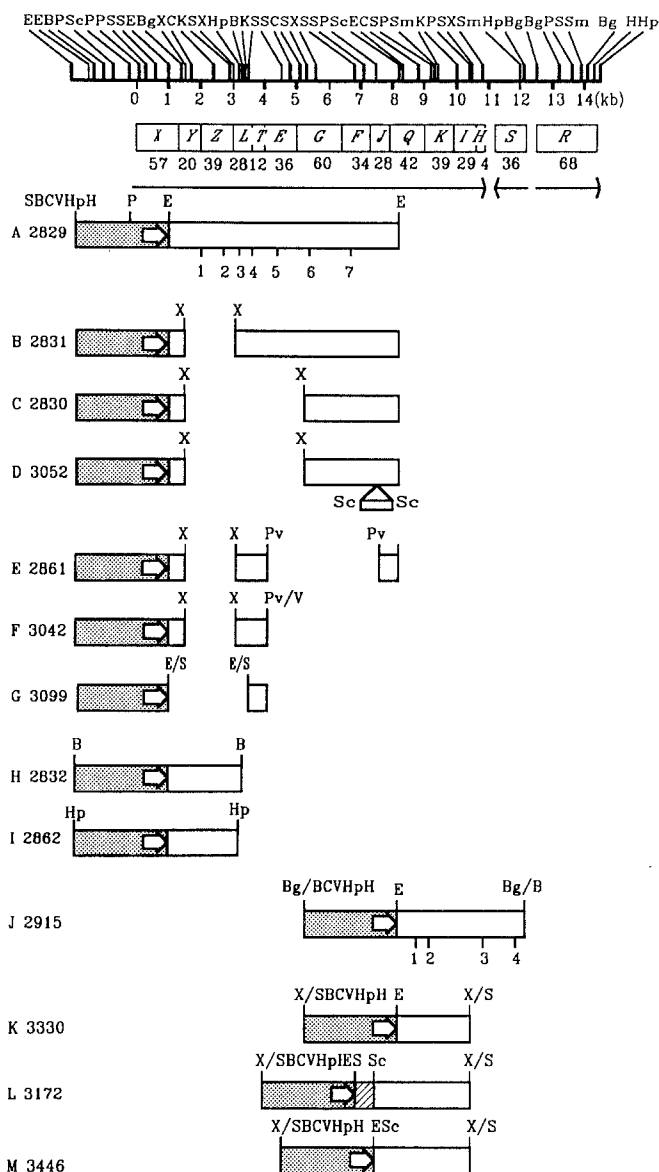 EEBPScPPSSEBgXCKSXHpBKSSCSXSSPScECSPSmKPSXSmHpBgBgPSSm Bg HHp
0 1 2 3 4 5 6 7 8 9 10 11 12 13 14(kb)
X Y Z L T E G F J Q K I H S R
57 20 39 28 12 36 60 34 28 42 39 29 4 36 68
SBCVHpH P E E
A 2829
1 2 3 4 5 6 7
X X
B 2831
X X
C 2830
X X
D 3052
Sc Sc
X X Pv Pv
E 2861
X X Pv/V
F 3042
E/S E/S
G 3099
B B
H 2832
Hp Hp
I 2862
Bg/BCVHpH E Bg/B
J 2915
1 2 3 4
X/SBCVHpH E X/S
K 3330
X/SBCVHpHES Sc X/S
L 3172
X/SBCVHpH ESc X/S
M 3446